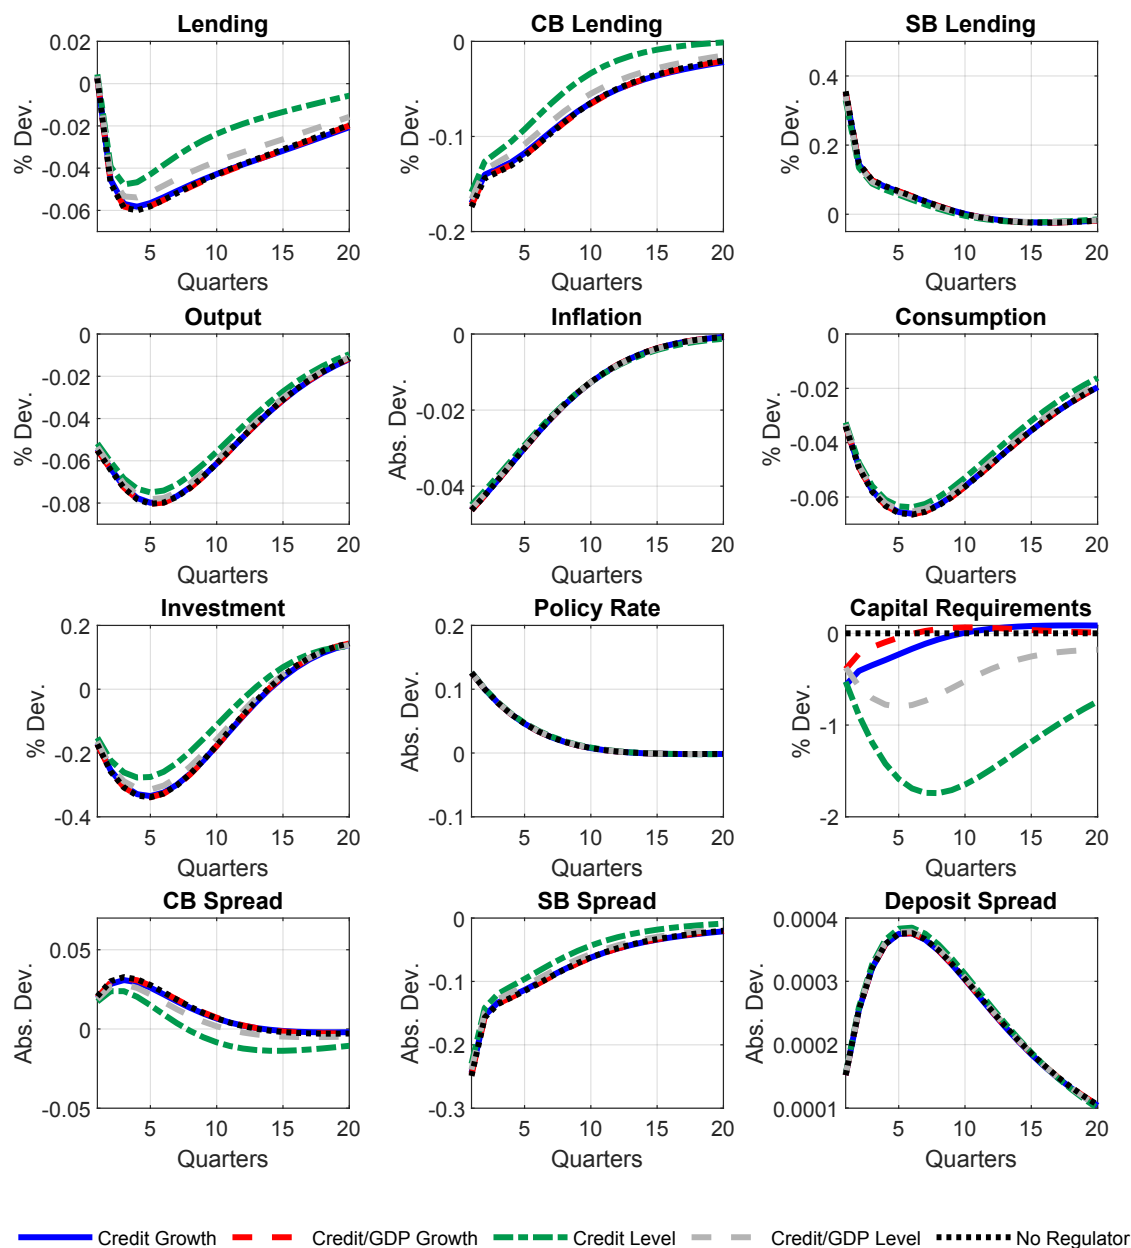 Lending
CB Lending
SB Lending
0.02
0
-0.02
-0.04
-0.06
% Dev.
5 10 15 20
Quarters
0
-0.1
-0.2
% Dev.
5 10 15 20
Quarters
0.4
0.2
0
% Dev.
5 10 15 20
Quarters
Output
Inflation
Consumption
0
-0.02
-0.04
-0.06
-0.08
% Dev.
5 10 15 20
Quarters
0
-0.02
-0.04
Abs. Dev.
5 10 15 20
Quarters
0
-0.02
-0.04
-0.06
% Dev.
5 10 15 20
Quarters
Investment
Policy Rate
Capital Requirements
0.2
0
-0.2
-0.4
% Dev.
5 10 15 20
Quarters
0.1
0
-0.1
Abs. Dev.
5 10 15 20
Quarters
0
-1
-2
% Dev.
5 10 15 20
Quarters
CB Spread
SB Spread
Deposit Spread
0.05
0
-0.05
Abs. Dev.
5 10 15 20
Quarters
0
-0.1
-0.2
-0.3
Abs. Dev.
5 10 15 20
Quarters
0.0004
0.0003
0.0002
0.0001
Abs. Dev.
5 10 15 20
Quarters
Credit Growth Credit/GDP Growth Credit Level Credit/GDP Level No Regulator